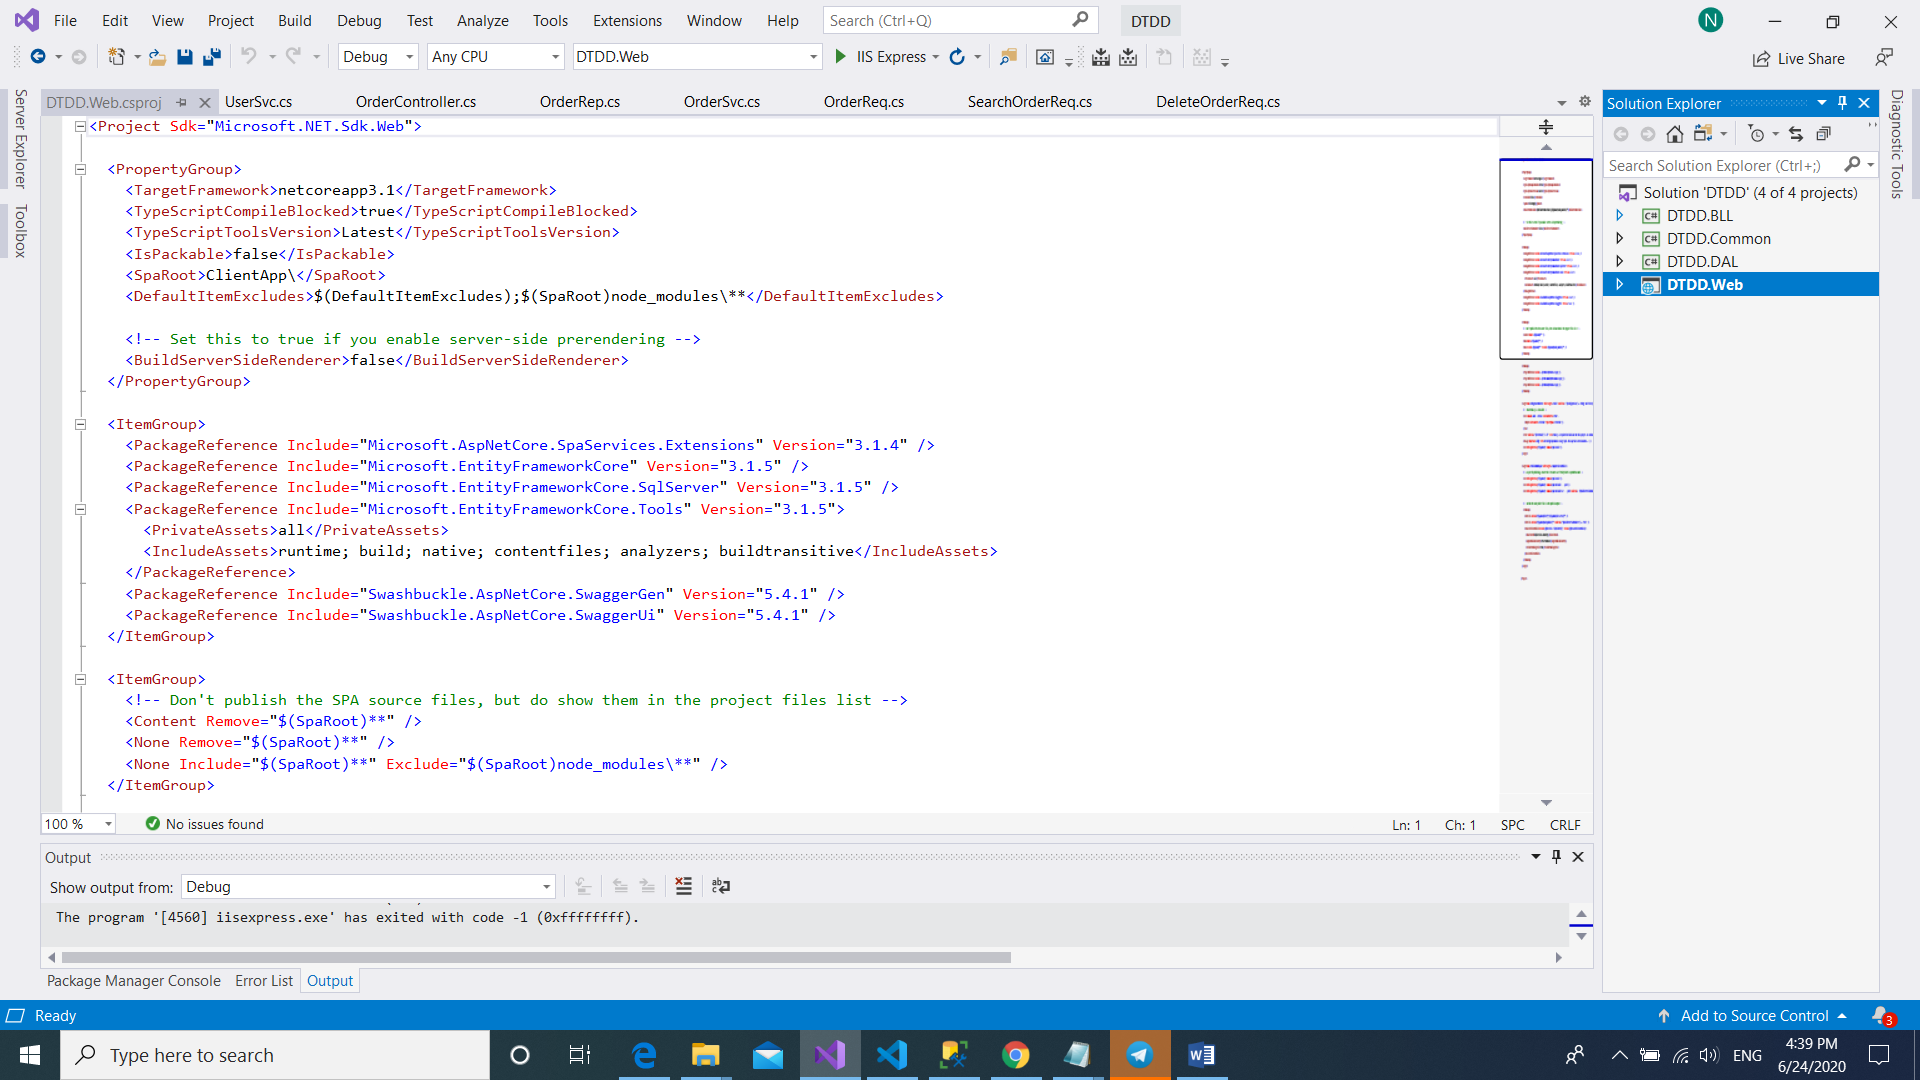 File Edit View Project Build Debug Test Analyze Tools Extensions Window Help Search (Ctrl+Q) DTDD N
Debug Any CPU DTDD.Web IIS Express Live Share
Server Explorer
Toolbox
DTDD.Web.csproj UserSvc.cs OrderController.cs OrderRep.cs OrderSvc.cs OrderReq.cs SearchOrderReq.cs DeleteOrderReq.cs
<Project Sdk="Microsoft.NET.Sdk.Web">
<PropertyGroup>
<TargetFramework>netcoreapp3.1</TargetFramework>
<TypeScriptCompileBlocked>true</TypeScriptCompileBlocked>
<TypeScriptToolsVersion>Latest</TypeScriptToolsVersion>
<IsPackable>false</IsPackable>
<SpaRoot>ClientApp\</SpaRoot>
<DefaultItemExcludes>$(DefaultItemExcludes);$(SpaRoot)node_modules\**</DefaultItemExcludes>
<!-- Set this to true if you enable server-side prerendering -->
<BuildServerSideRenderer>false</BuildServerSideRenderer>
</PropertyGroup>
<ItemGroup>
<PackageReference Include="Microsoft.AspNetCore.SpaServices.Extensions" Version="3.1.4" />
<PackageReference Include="Microsoft.EntityFrameworkCore" Version="3.1.5" />
<PackageReference Include="Microsoft.EntityFrameworkCore.SqlServer" Version="3.1.5" />
<PackageReference Include="Microsoft.EntityFrameworkCore.Tools" Version="3.1.5">
<PrivateAssets>all</PrivateAssets>
<IncludeAssets>runtime; build; native; contentfiles; analyzers; buildtransitive</IncludeAssets>
</PackageReference>
<PackageReference Include="Swashbuckle.AspNetCore.SwaggerGen" Version="5.4.1" />
<PackageReference Include="Swashbuckle.AspNetCore.SwaggerUi" Version="5.4.1" />
</ItemGroup>
<ItemGroup>
<!-- Don't publish the SPA source files, but do show them in the project files list -->
<Content Remove="$(SpaRoot)**" />
<None Remove="$(SpaRoot)**" />
<None Include="$(SpaRoot)**" Exclude="$(SpaRoot)node_modules\**" />
</ItemGroup>
100 % No issues found Ln: 1 Ch: 1 SPC CRLF
Output
Show output from: Debug
The program '[4560] iisexpress.exe' has exited with code -1 (0xffffffff).
Package Manager Console Error List Output
Solution Explorer
Search Solution Explorer (Ctrl+;)
Solution 'DTDD' (4 of 4 projects)
C# DTDD.BLL
C# DTDD.Common
C# DTDD.DAL
DTDD.Web
Diagnostic Tools
Ready Add to Source Control 3
Type here to search ENG
4:39 PM
6/24/2020